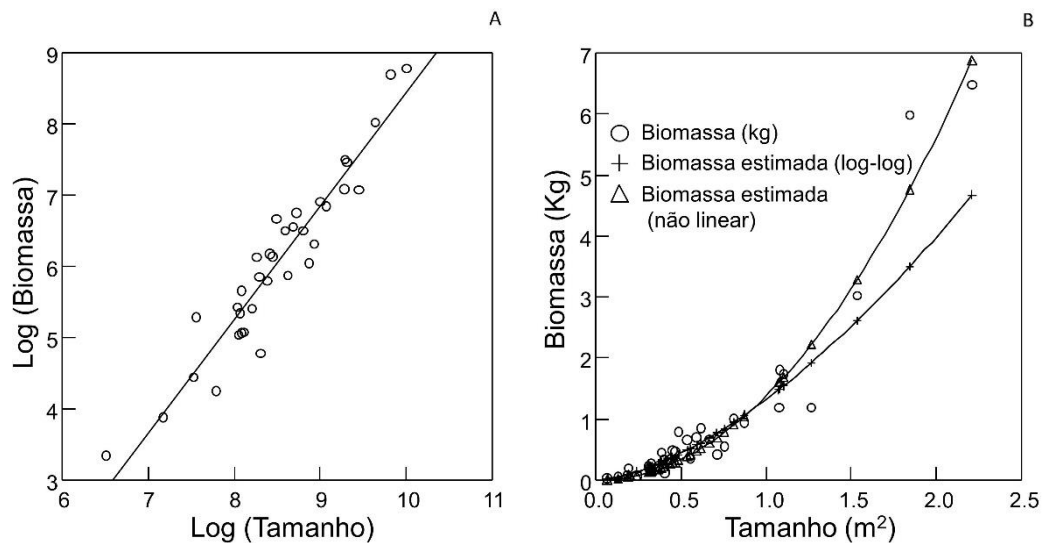 A
9
8
7
6
5
4
3
6
7
8
9
10
11
Log (Biomassa)
Log (Tamanho)
B
7
6
5
4
3
2
1
0
0.0
0.5
1.0
1.5
2.0
2.5
Biomassa (Kg)
Tamanho (m²)
Biomassa (kg)
Biomassa estimada (log-log)
Biomassa estimada
(não linear)